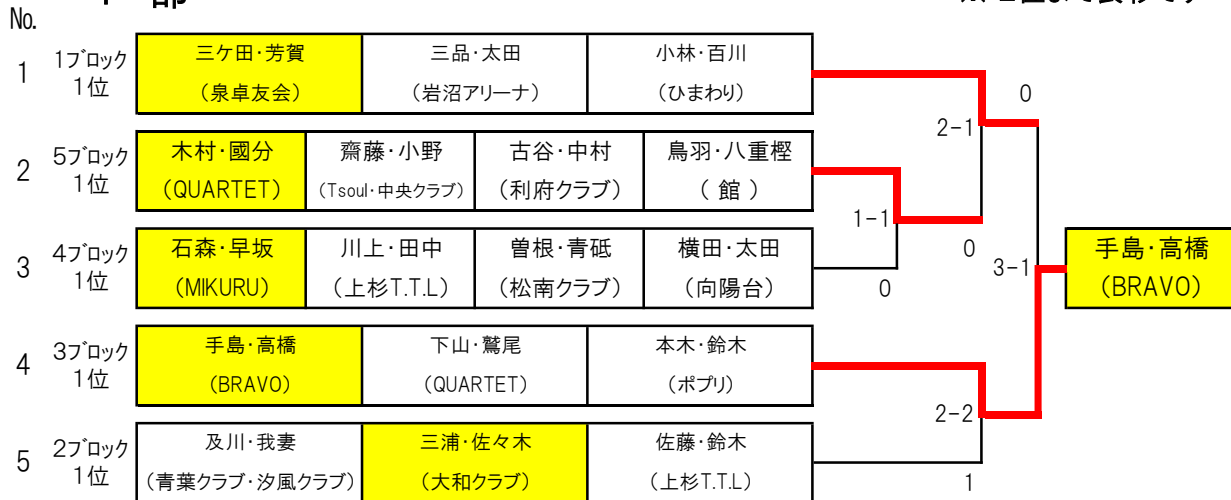 No.
1 1ブロック 1位 三ケ田・芳賀 (泉卓友会) 三品・太田 (岩沼アリーナ) 小林・百川 (ひまわり)
0
2-1
2 5ブロック 1位 木村・國分 (QUARTET) 齋藤・小野 (Tsoul・中央クラブ) 古谷・中村 (利府クラブ) 鳥羽・八重樫 (館)
1-1
0
3 4ブロック 1位 石森・早坂 (MIKURU) 川上・田中 (上杉T.T.L) 曽根・青砥 (松南クラブ) 横田・太田 (向陽台)
0
3-1
手島・高橋
(BRAVO)
4 3ブロック 1位 手島・高橋 (BRAVO) 下山・鷲尾 (QUARTET) 本木・鈴木 (ポプリ)
2-2
5 2ブロック 1位 及川・我妻 (青葉クラブ・汐風クラブ) 三浦・佐々木 (大和クラブ) 佐藤・鈴木 (上杉T.T.L)
1